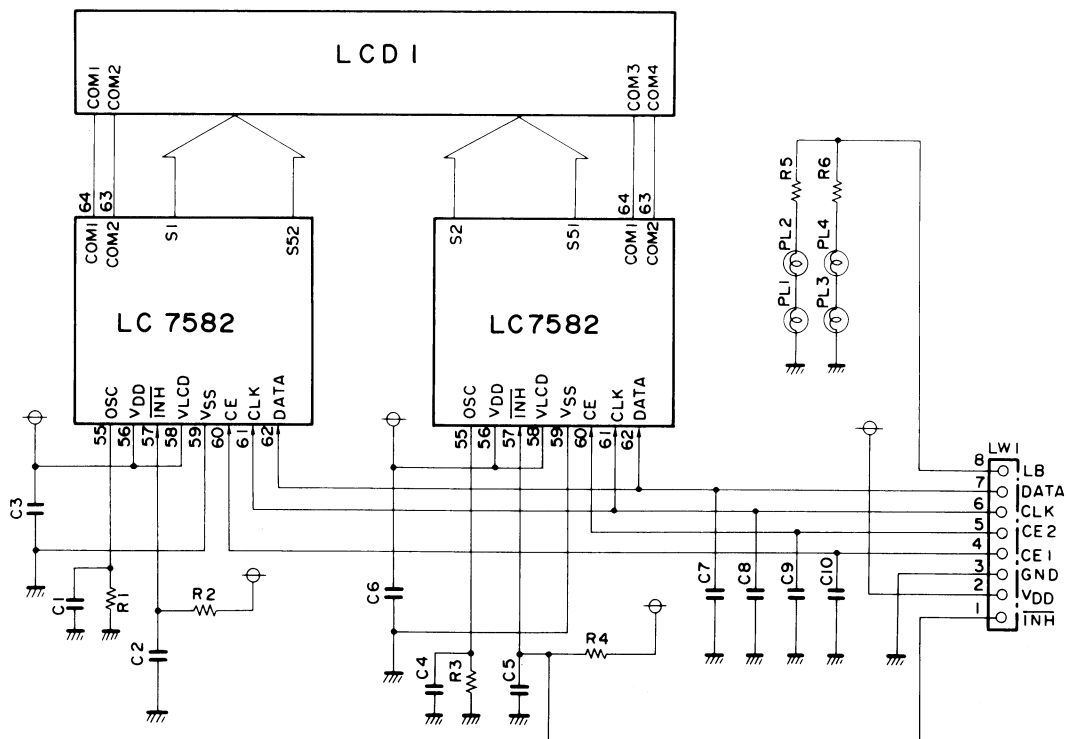 LCD1
COM1
COM2
COM3
COM4
64
63
64
63
COM1
COM2
S1
S52
S2
S51
COM1
COM2
LC 7582
LC7582
OSC
VDD
INH
VLCD
VSS
CE
CLK
DATA
55
56
57
58
59
60
61
62
OSC
VDD
INH
VLCD
VSS
CE
CLK
DATA
55
56
57
58
59
60
61
62
R5
R6
PL2
PL4
PL1
PL3
LW1
8 LB
7 DATA
6 CLK
5 CE2
4 CE1
3 GND
2 VDD
1 INH
C3
C1
R1
R2
C2
C6
C4
R3
C5
R4
C7
C8
C9
C10